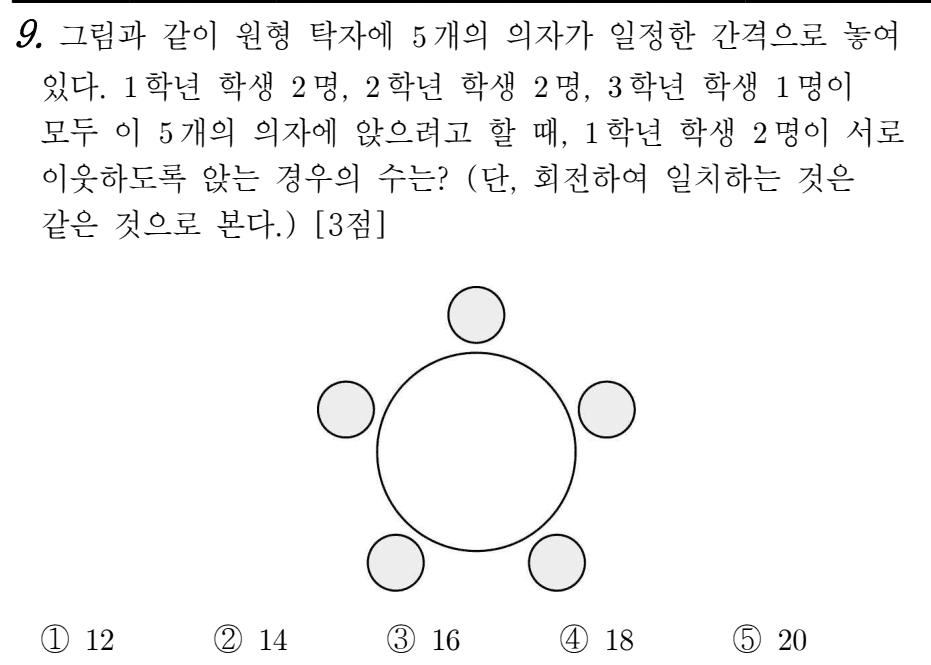 9. 그림과 같이 원형 탁자에 5개의 의자가 일정한 간격으로 놓여
있다. 1학년 학생 2명, 2학년 학생 2명, 3학년 학생 1명이
모두 이 5개의 의자에 앉으려고 할 때, 1학년 학생 2명이 서로
이웃하도록 앉는 경우의 수는? (단, 회전하여 일치하는 것은
같은 것으로 본다.) [3점]
① 12 ② 14 ③ 16 ④ 18 ⑤ 20